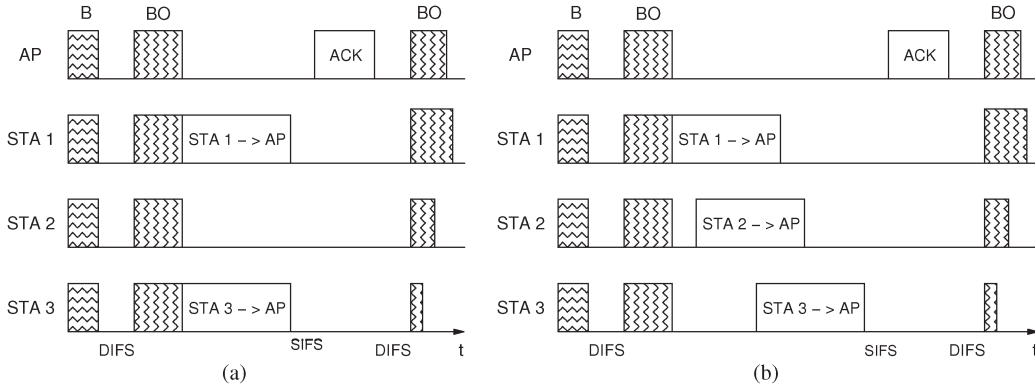 B BO BO
AP ACK
STA 1 STA 1 – > AP
STA 2
STA 3 STA 3 – > AP
DIFS SIFS DIFS t
(a)
B BO BO
AP ACK
STA 1 STA 1 – > AP
STA 2 STA 2 – > AP
STA 3 STA 3 – > AP
DIFS SIFS DIFS t
(b)